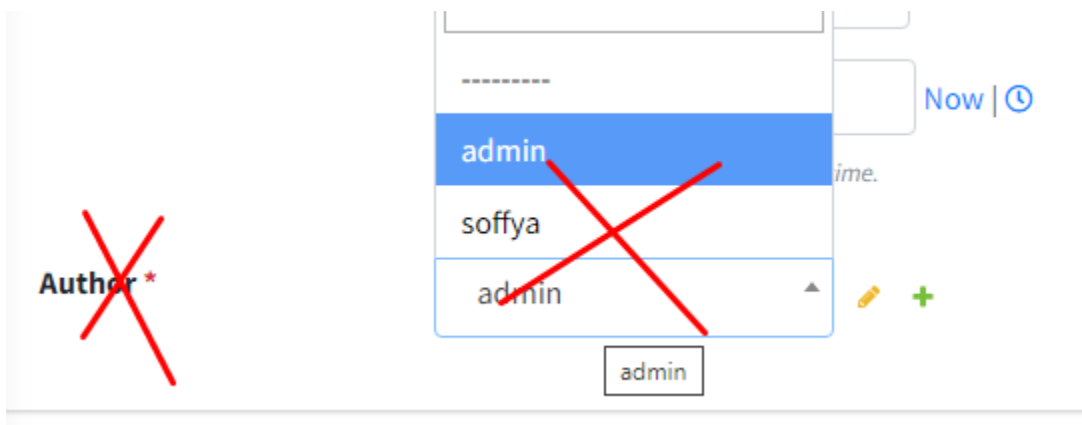 ---------
Now |
admin
ime.
soffya
Author *
admin
admin